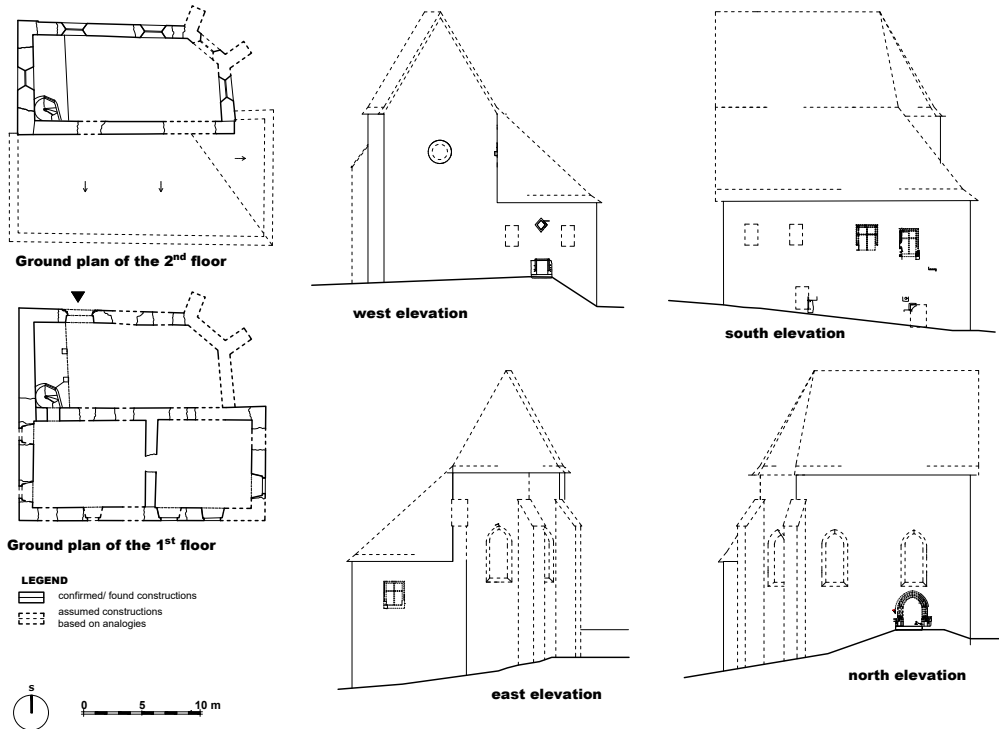 Ground plan of the 2nd floor
west elevation
south elevation
Ground plan of the 1st floor
LEGEND
confirmed/ found constructions
assumed constructions
based on analogies
S
0 5 10 m
east elevation
north elevation